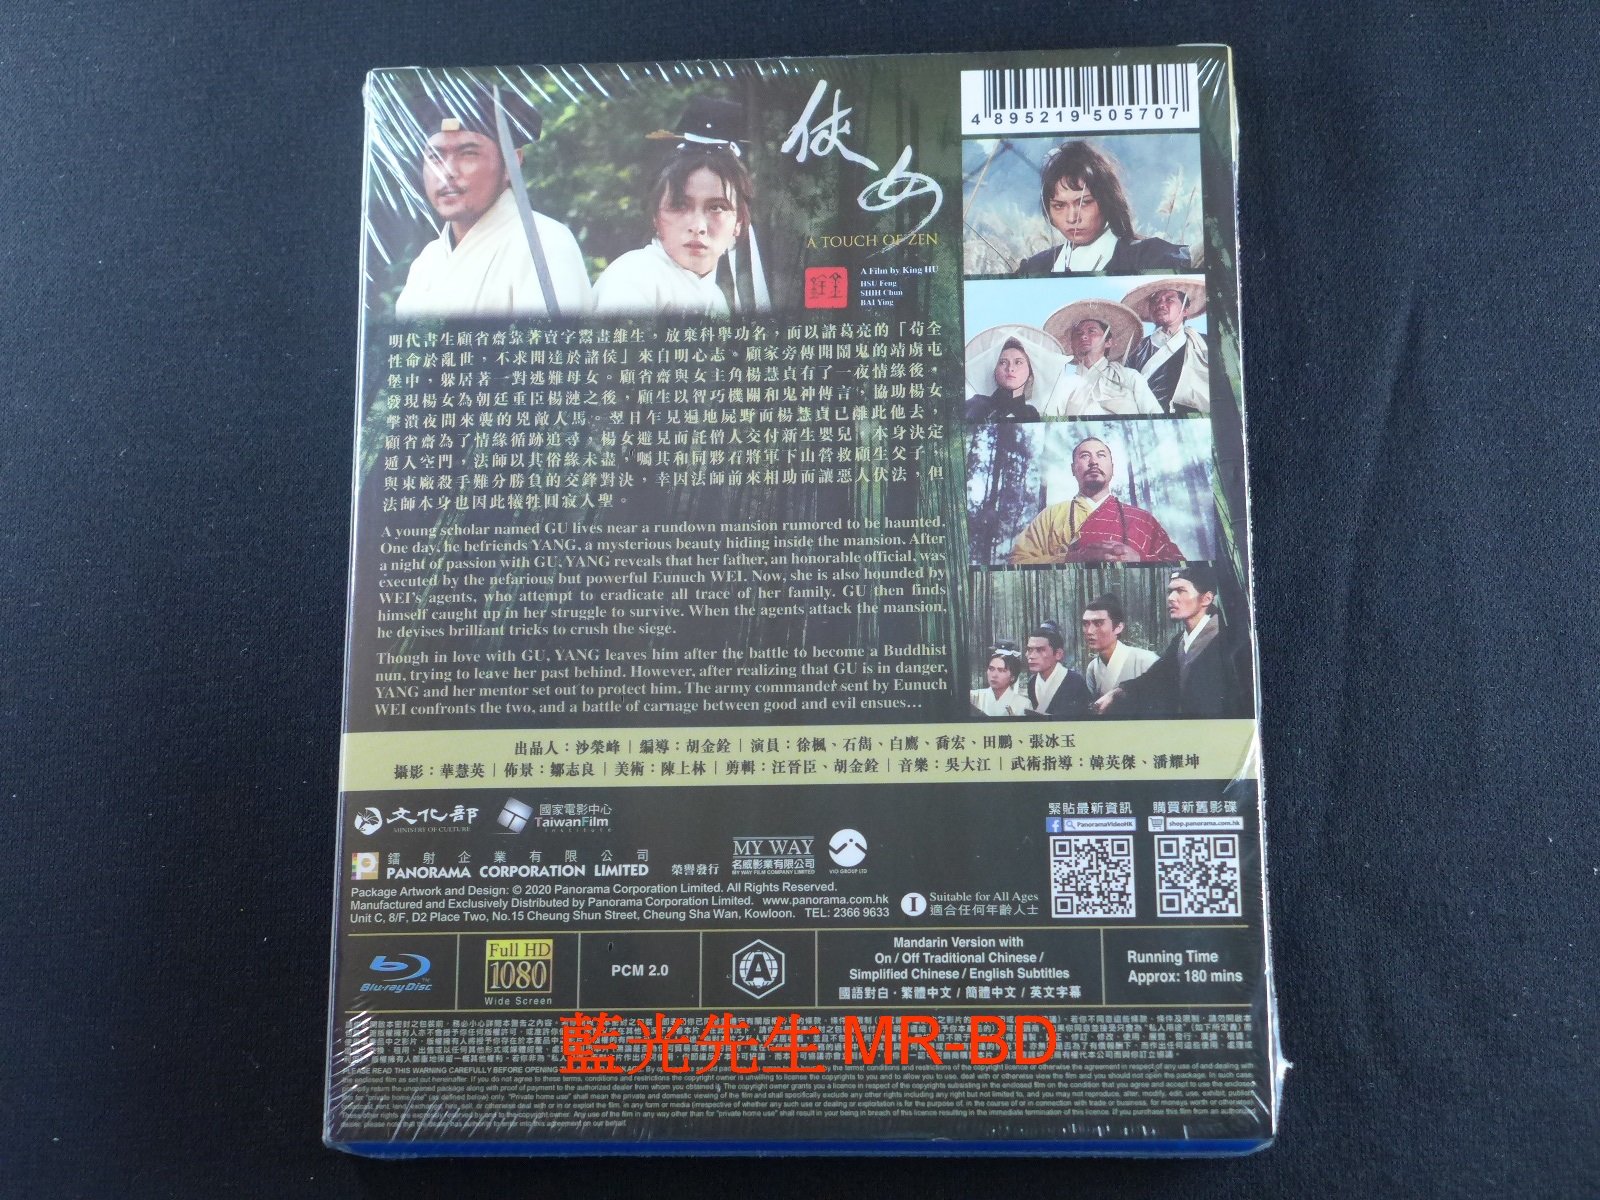 4 895219 505707
俠女
A TOUCH OF ZEN
A Film by King HU
HSU Feng
SHIH Chun
BAI Ying
明代書生顧省齋靠著賣字鬻畫維生，放棄科舉功名，而以諸葛亮的「苟全
性命於亂世，不求聞達於諸侯」來自明心志。顧家旁傳聞鬧鬼的靖虜屯
堡中，躲居著一對逃難母女。顧省齋與女主角楊慧貞有了一夜情緣後，
發現楊女為朝廷重臣楊漣之後，顧生以智巧機關和鬼神傳言，協助楊女
擊潰夜間來襲的兇敵人馬。翌日乍見遍地屍野而楊慧貞已離此他去，
顧省齋為了情緣循跡追尋，楊女避見而託僧人交付新生嬰兒，本身決定
遁入空門，法師以其俗緣未盡，囑其和同夥石將軍下山營救顧生父子。
與東廠殺手難分勝負的交鋒對決，幸因法師前來相助而讓惡人伏法，但
法師本身也因此犧牲圓寂入聖。
A young scholar named GU lives near a rundown mansion rumored to be haunted.
One day, he befriends YANG, a mysterious beauty hiding inside the mansion. After
a night of passion with GU, YANG reveals that her father, an honorable official, was
executed by the nefarious but powerful Eunuch WEI. Now, she is also hounded by
WEI's agents, who attempt to eradicate all trace of her family. GU then finds
himself caught up in her struggle to survive. When the agents attack the mansion,
he devises brilliant tricks to crush the siege.
Though in love with GU, YANG leaves him after the battle to become a Buddhist
nun, trying to leave her past behind. However, after realizing that GU is in danger,
YANG and her mentor set out to protect him. The army commander sent by Eunuch
WEI confronts the two, and a battle of carnage between good and evil ensues...
出品人：沙榮峰 | 編導：胡金銓 | 演員：徐楓、石雋、白鷹、喬宏、田鵬、張冰玉
攝影：華慧英 | 佈景：鄒志良 | 美術：陳上林 | 剪輯：汪晉臣、胡金銓 | 音樂：吳大江 | 武術指導：韓英傑、潘耀坤
文化部
MINISTRY OF CULTURE
國家電影中心
TaiwanFilm
Institute
緊貼最新資訊
PanoramaVideoHK
購買新舊影碟
shop.panorama.com.hk
鐳射企業有限公司
PANORAMA CORPORATION LIMITED
榮譽發行
MY WAY
名威影業有限公司
MY WAY FILM COMPANY LIMITED
VIO GROUP LTD
Package Artwork and Design: © 2020 Panorama Corporation Limited. All Rights Reserved.
Manufactured and Exclusively Distributed by Panorama Corporation Limited. www.panorama.com.hk
Unit C, 8/F, D2 Place Two, No.15 Cheung Shun Street, Cheung Sha Wan, Kowloon. TEL: 2366 9633
I
Suitable for All Ages
適合任何年齡人士
Blu-ray Disc
Full HD
1080
Wide Screen
PCM 2.0
A
Mandarin Version with
On / Off Traditional Chinese /
Simplified Chinese / English Subtitles
國語對白 · 繁體中文 / 簡體中文 / 英文字幕
Running Time
Approx: 180 mins
藍光先生 MR-BD
PLEASE READ THIS WARNING CAREFULLY BEFORE OPENING